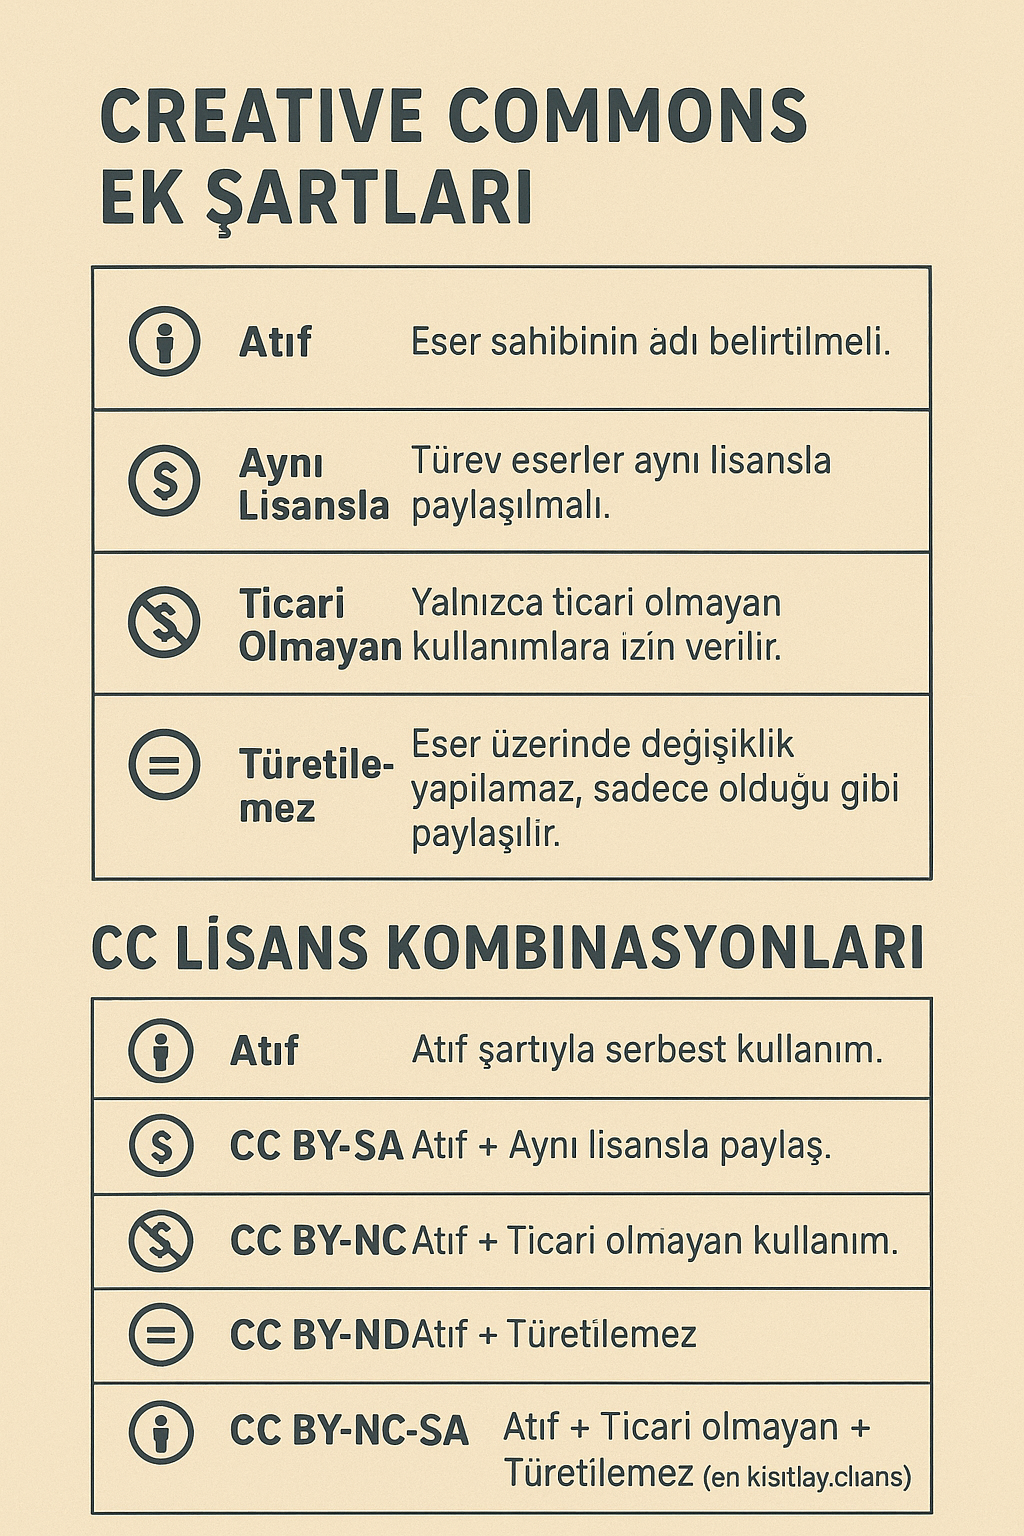 CREATIVE COMMONS
EK ŞARTLARI
Atıf
Eser sahibinin adı belirtilmeli.
Aynı
Lisansla
Türev eserler aynı lisansla
paylaşılmalı.
Ticari
Olmayan
Yalnızca ticari olmayan
kullanımlara izin verilir.
Türetile-
mez
Eser üzerinde değişiklik
yapilamaz, sadece olduğu gibi
paylaşılır.
CC LİSANS KOMBINASYONLARI
Atıf
Atıf şartıyla serbest kullanım.
CC BY-SA Atıf + Aynı lisansla paylaş.
CC BY-NC Atıf + Ticari olmayan kullanım.
CC BY-ND Atıf + Türetilemez
CC BY-NC-SA
Atıf + Ticari olmayan +
Türetilemez (en kisıtlay.clıans)